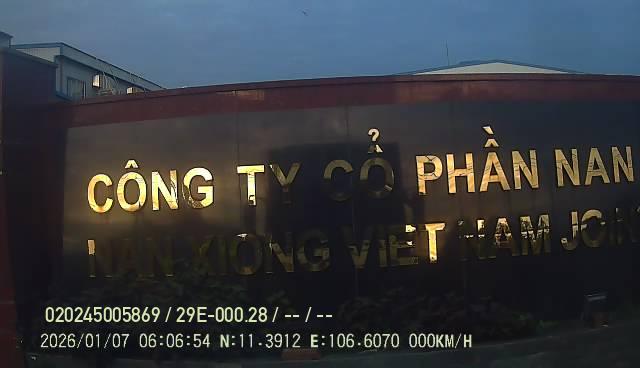 CÔNG TY CỔ PHẦN NAN
NAN XIONG VIET NAM JOIN
020245005869 / 29E-000.28 / -- / --
2026/01/07 06:06:54 N:11.3912 E:106.6070 000KM/H